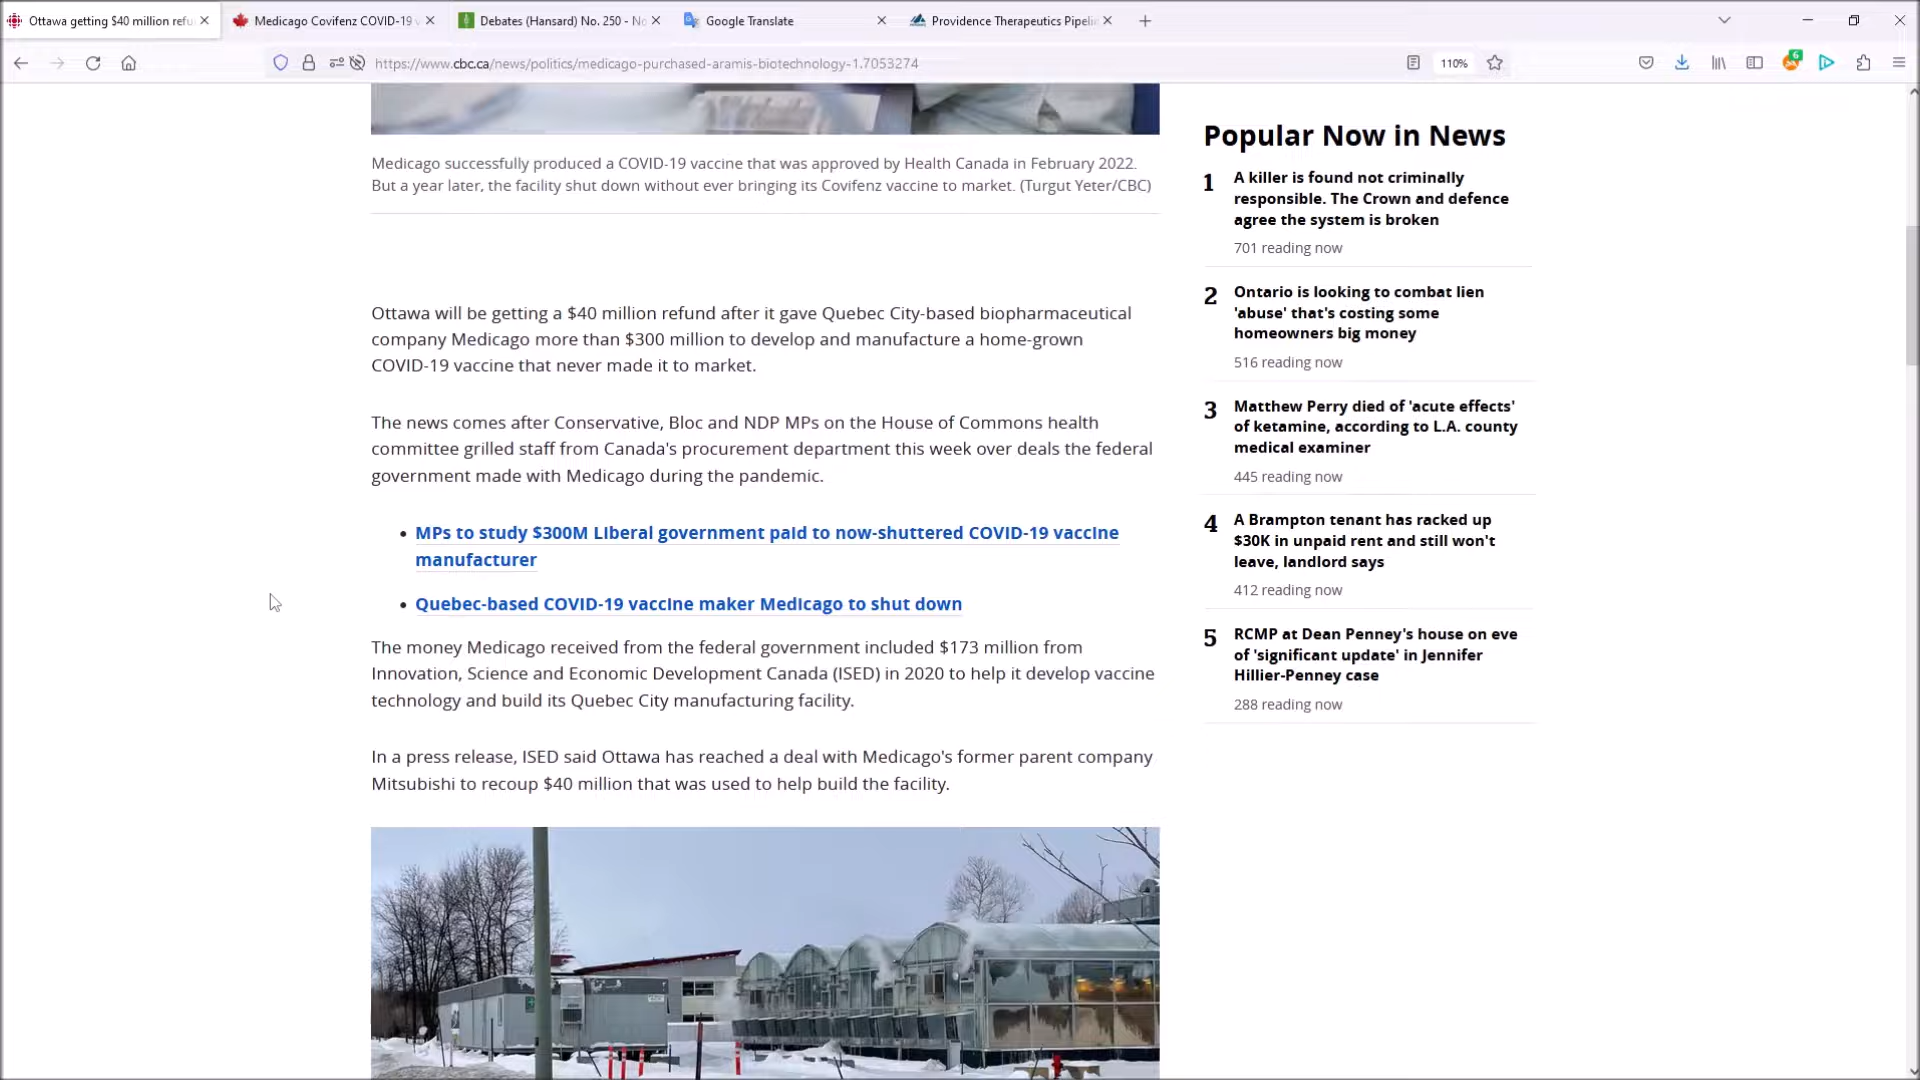 Ottawa getting $40 million refu
Medicago Covifenz COVID-19 v
Debates (Hansard) No. 250 - No
Google Translate
Providence Therapeutics Pipeli
https://www.cbc.ca/news/politics/medicago-purchased-aramis-biotechnology-1.7053274
110%
6
Medicago successfully produced a COVID-19 vaccine that was approved by Health Canada in February 2022.
But a year later, the facility shut down without ever bringing its Covifenz vaccine to market. (Turgut Yeter/CBC)
Ottawa will be getting a $40 million refund after it gave Quebec City-based biopharmaceutical
company Medicago more than $300 million to develop and manufacture a home-grown
COVID-19 vaccine that never made it to market.
The news comes after Conservative, Bloc and NDP MPs on the House of Commons health
committee grilled staff from Canada's procurement department this week over deals the federal
government made with Medicago during the pandemic.
• MPs to study $300M Liberal government paid to now-shuttered COVID-19 vaccine
manufacturer
• Quebec-based COVID-19 vaccine maker Medicago to shut down
The money Medicago received from the federal government included $173 million from
Innovation, Science and Economic Development Canada (ISED) in 2020 to help it develop vaccine
technology and build its Quebec City manufacturing facility.
In a press release, ISED said Ottawa has reached a deal with Medicago's former parent company
Mitsubishi to recoup $40 million that was used to help build the facility.
Popular Now in News
1 A killer is found not criminally
responsible. The Crown and defence
agree the system is broken
701 reading now
2 Ontario is looking to combat lien
'abuse' that's costing some
homeowners big money
516 reading now
3 Matthew Perry died of 'acute effects'
of ketamine, according to L.A. county
medical examiner
445 reading now
4 A Brampton tenant has racked up
$30K in unpaid rent and still won't
leave, landlord says
412 reading now
5 RCMP at Dean Penney's house on eve
of 'significant update' in Jennifer
Hillier-Penney case
288 reading now